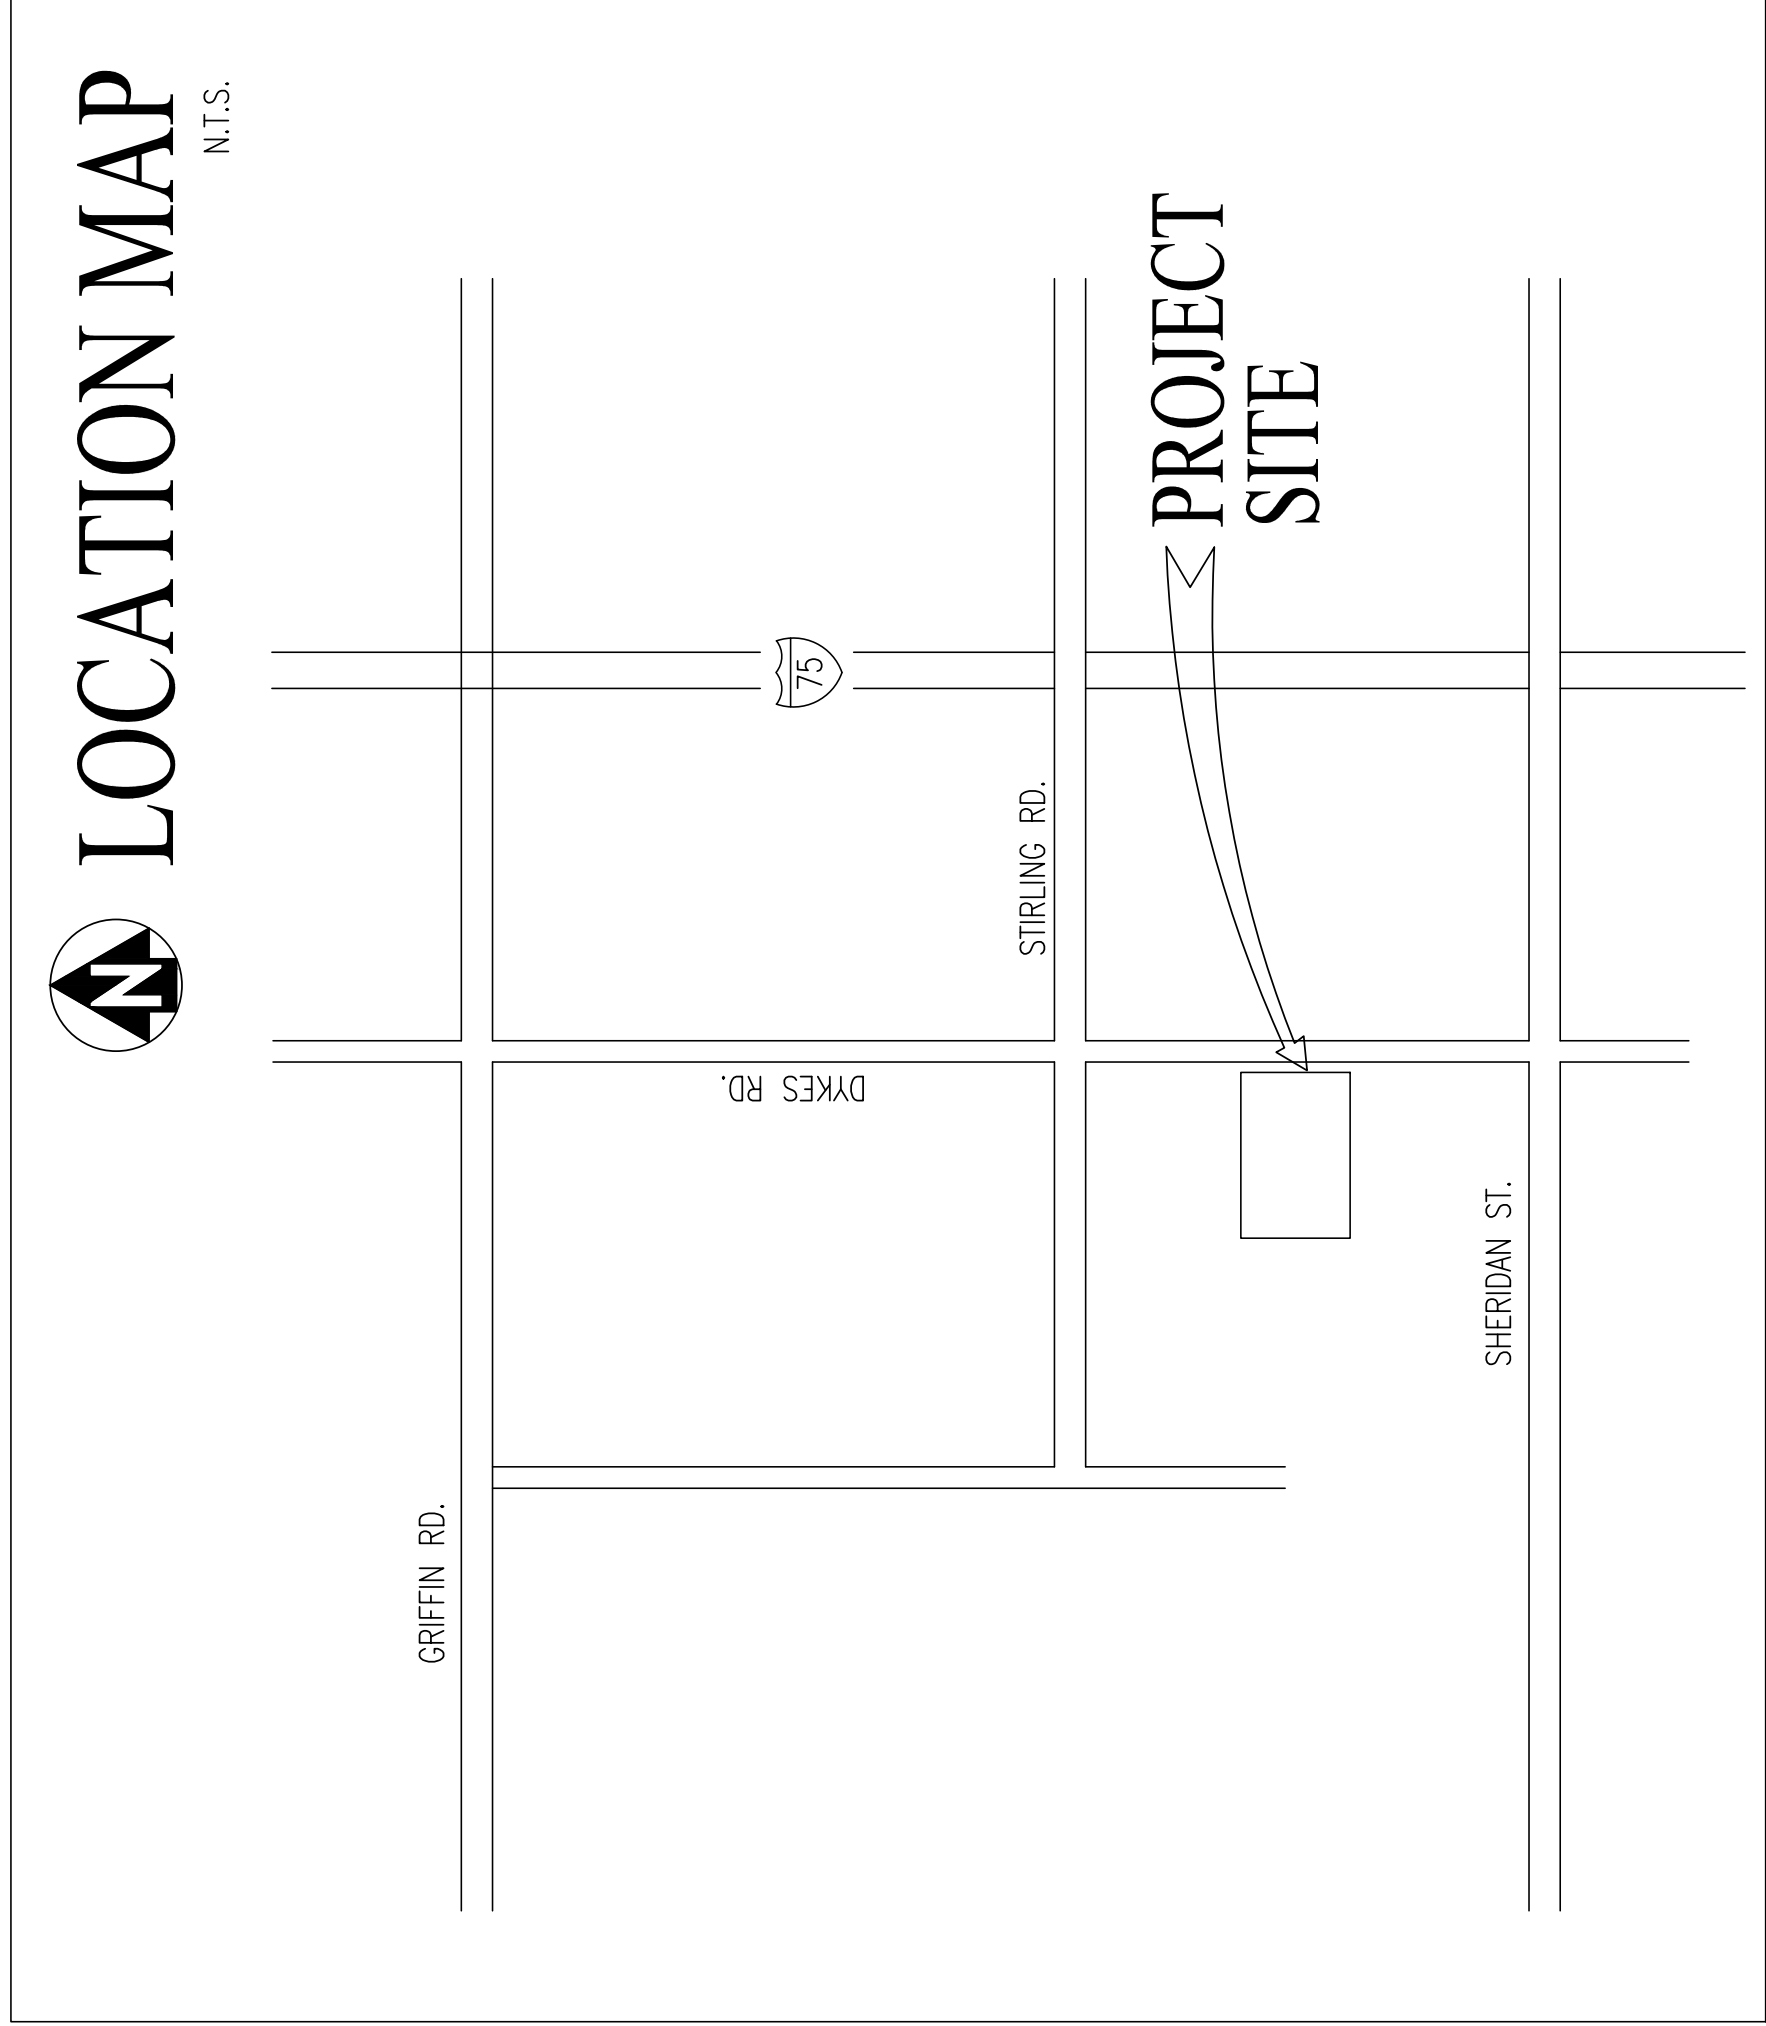 N
LOCATION MAP
N.T.S.
GRIFFIN RD.
75
DYKES RD.
STIRLING RD.
PROJECT
SITE
SHERIDAN ST.